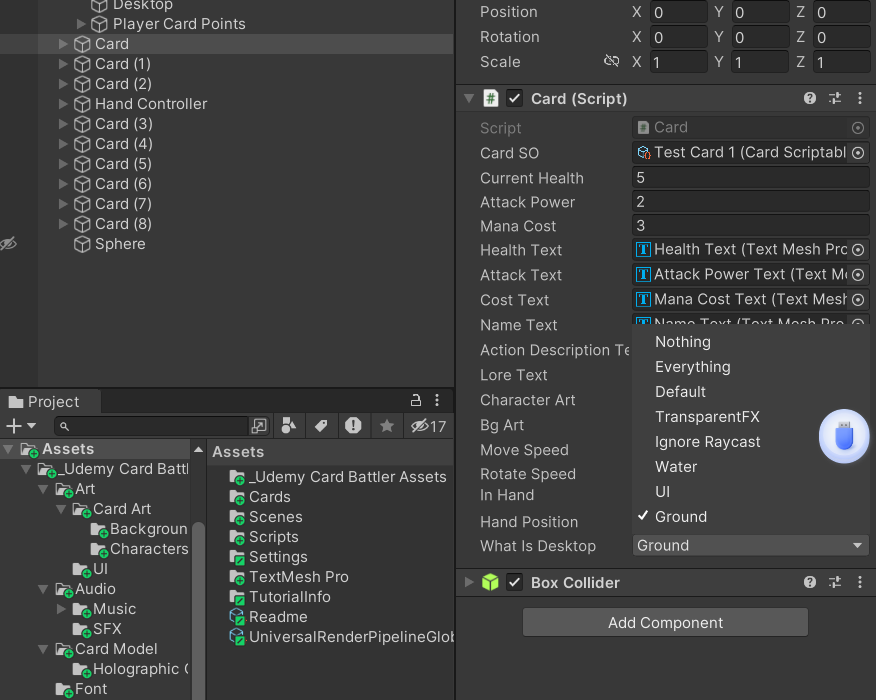 Desktop
Player Card Points
Card
Card (1)
Card (2)
Hand Controller
Card (3)
Card (4)
Card (5)
Card (6)
Card (7)
Card (8)
Sphere
Position X 0 Y 0 Z 0
Rotation X 0 Y 0 Z 0
Scale X 1 Y 1 Z 1
# Card (Script)
Script # Card
Card SO Test Card 1 (Card Scriptabl
Current Health 5
Attack Power 2
Mana Cost 3
Health Text T Health Text (Text Mesh Pro
Attack Text T Attack Power Text (Text M
Cost Text T Mana Cost Text (Text Mesh
Name Text T Name Text (Text Mesh Pro
Action Description Te
Lore Text
Character Art
Bg Art
Move Speed
Rotate Speed
In Hand
Hand Position
What Is Desktop Ground
Nothing
Everything
Default
TransparentFX
Ignore Raycast
Water
UI
Ground
Box Collider
Add Component
Project
17
Assets
_Udemy Card Battl
Art
Card Art
Backgroun
Characters
UI
Audio
Music
SFX
Card Model
Holographic C
Font
Assets
_Udemy Card Battler Assets
Cards
Scenes
Scripts
Settings
TextMesh Pro
TutorialInfo
Readme
UniversalRenderPipelineGlob